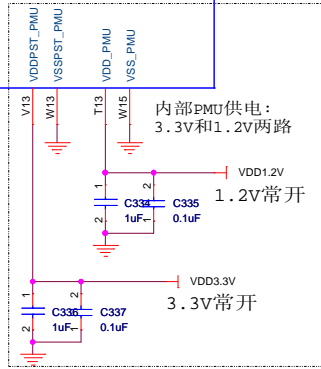 VDDPST_PMU
VSSPST_PMU
VDD_PMU
VSS_PMU
V13
W13
T13
W15
内部PMU供电:
3.3V和1.2V两路
VDD1.2V
1.2V常开
1
2
C334
1uF
2
1
C335
0.1uF
VDD3.3V
3.3V常开
1
2
C336
1uF
2
1
C337
0.1uF